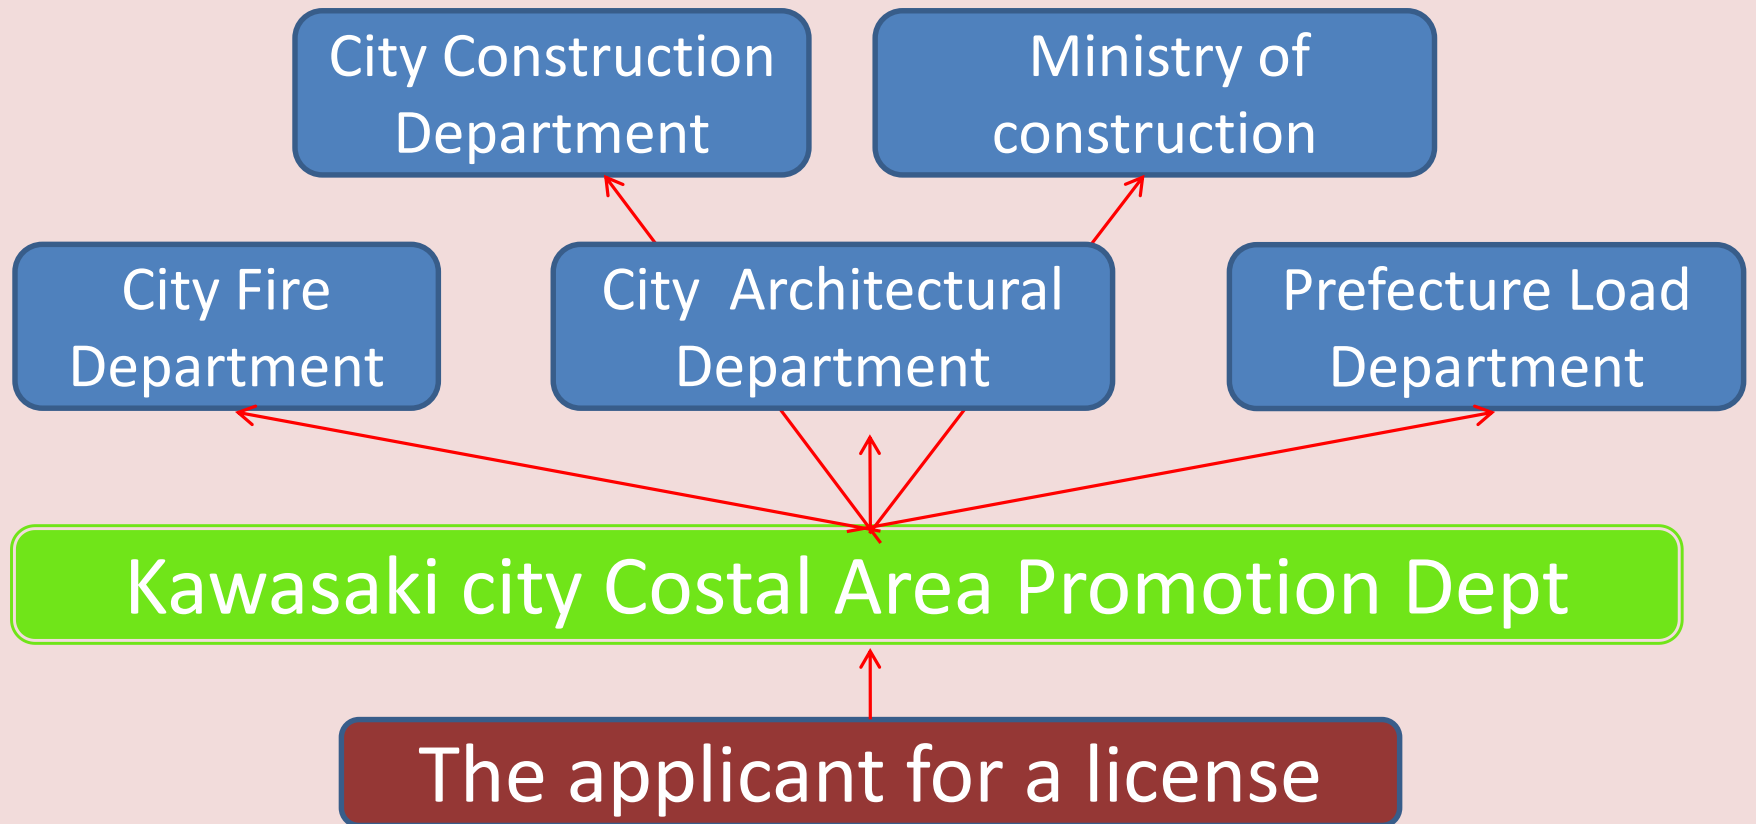 City Construction
Department
Ministry of
construction
City Fire
Department
City Architectural
Department
Prefecture Load
Department
Kawasaki city Costal Area Promotion Dept
The applicant for a license